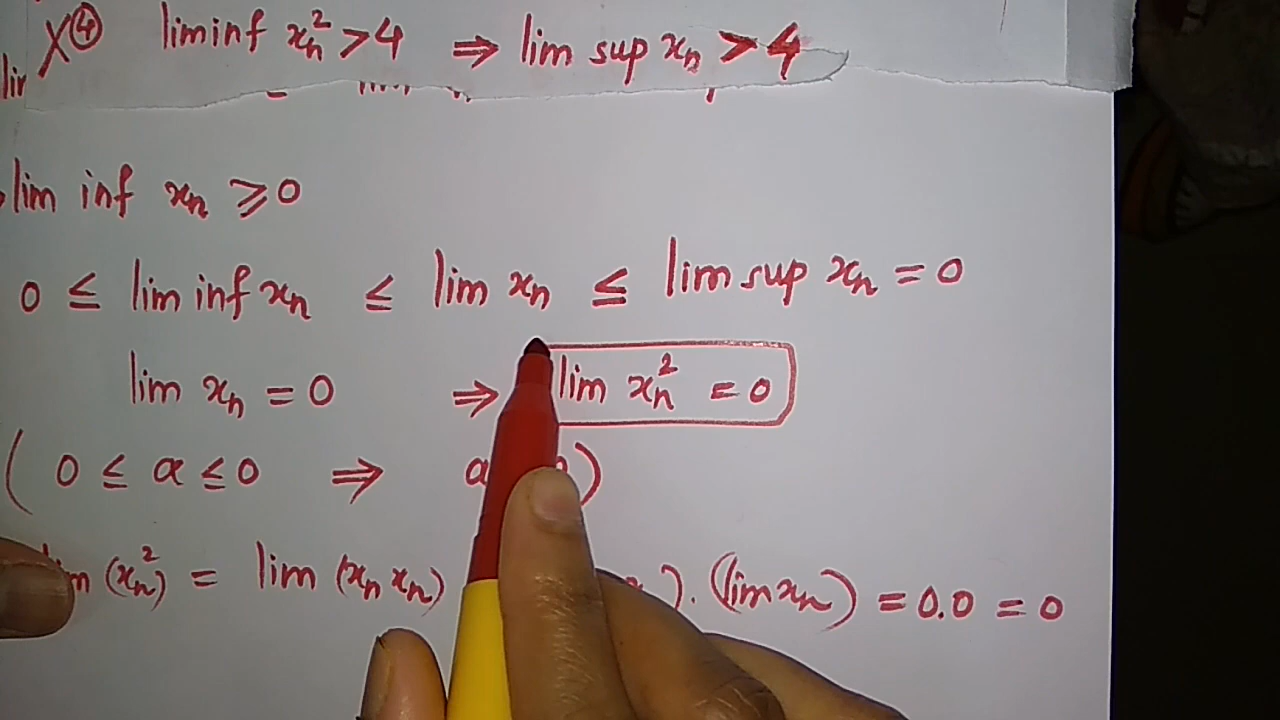 X④ liminf xₙ² > 4 ⇒ lim sup xₙ > 4
lim inf xₙ ≥ 0
0 ≤ lim inf xₙ ≤ lim xₙ ≤ lim sup xₙ = 0
lim xₙ = 0 ⇒ lim xₙ² = 0
( 0 ≤ a ≤ 0 ⇒ a )
(xₙ²) = lim (xₙ xₙ) ). (lim xₙ) = 0.0 = 0